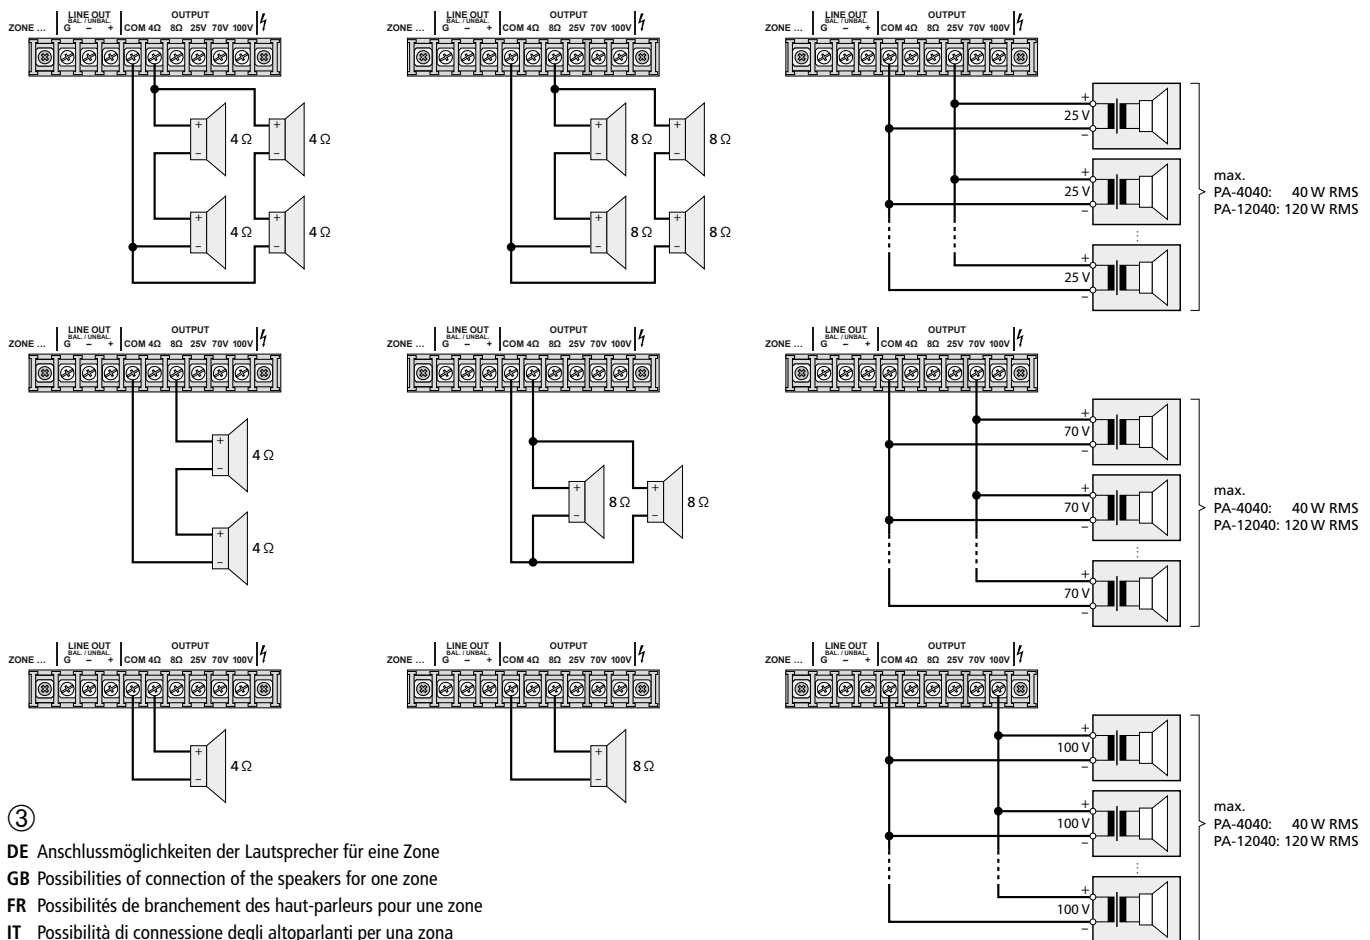 ZONE ... LINE OUT BAL. / UNBAL. G – + OUTPUT COM 4Ω 8Ω 25V 70V 100V
+
–
4 Ω
+
–
4 Ω
+
–
4 Ω
+
–
4 Ω
ZONE ... LINE OUT BAL. / UNBAL. G – + OUTPUT COM 4Ω 8Ω 25V 70V 100V
+
–
8 Ω
+
–
8 Ω
+
–
8 Ω
+
–
8 Ω
ZONE ... LINE OUT BAL. / UNBAL. G – + OUTPUT COM 4Ω 8Ω 25V 70V 100V
+
25 V
–
+
25 V
–
+
25 V
–
max.
PA-4040: 40 W RMS
PA-12040: 120 W RMS
ZONE ... LINE OUT BAL. / UNBAL. G – + OUTPUT COM 4Ω 8Ω 25V 70V 100V
+
–
4 Ω
+
–
4 Ω
ZONE ... LINE OUT BAL. / UNBAL. G – + OUTPUT COM 4Ω 8Ω 25V 70V 100V
+
–
8 Ω
+
–
8 Ω
ZONE ... LINE OUT BAL. / UNBAL. G – + OUTPUT COM 4Ω 8Ω 25V 70V 100V
+
70 V
–
+
70 V
–
+
70 V
–
max.
PA-4040: 40 W RMS
PA-12040: 120 W RMS
ZONE ... LINE OUT BAL. / UNBAL. G – + OUTPUT COM 4Ω 8Ω 25V 70V 100V
+
–
4 Ω
ZONE ... LINE OUT BAL. / UNBAL. G – + OUTPUT COM 4Ω 8Ω 25V 70V 100V
+
–
8 Ω
ZONE ... LINE OUT BAL. / UNBAL. G – + OUTPUT COM 4Ω 8Ω 25V 70V 100V
+
100 V
–
+
100 V
–
+
100 V
–
max.
PA-4040: 40 W RMS
PA-12040: 120 W RMS
③
DE Anschlussmöglichkeiten der Lautsprecher für eine Zone
GB Possibilities of connection of the speakers for one zone
FR Possibilités de branchement des haut-parleurs pour une zone
IT Possibilità di connessione degli altoparlanti per una zona